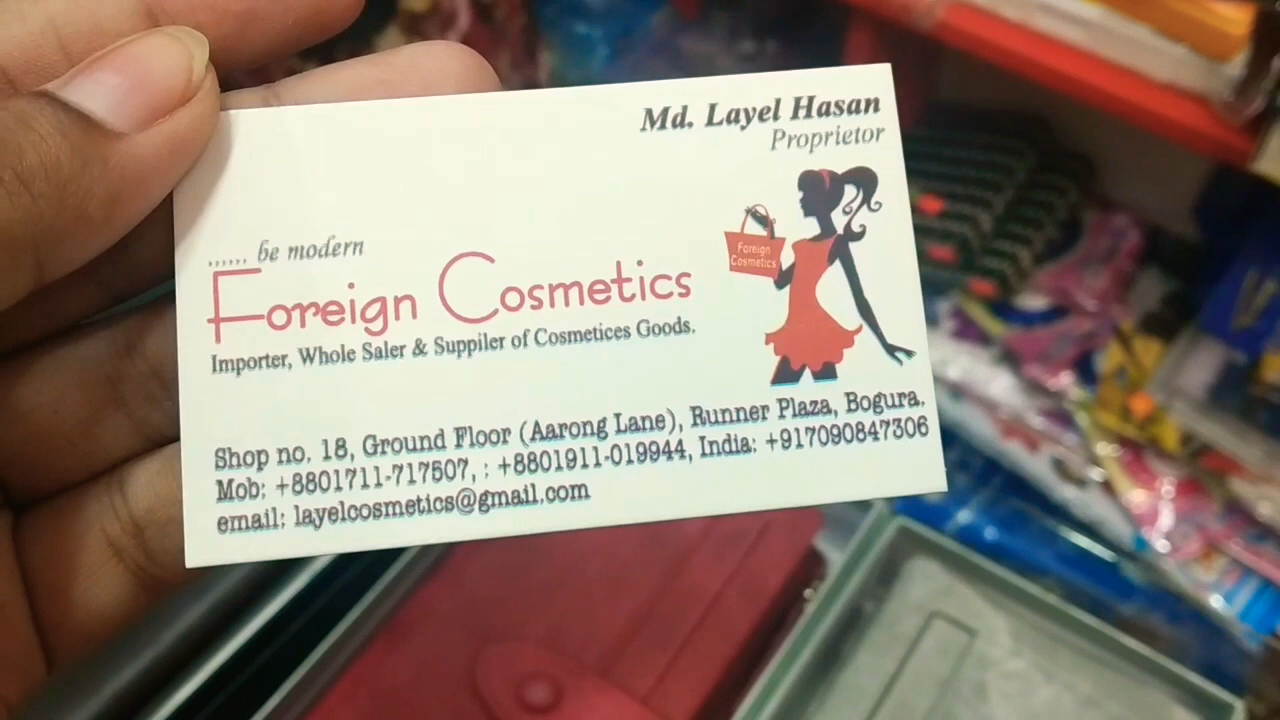 Md. Layel Hasan
Proprietor
...... be modern
Foreign Cosmetics
Importer, Whole Saler & Suppiler of Cosmetices Goods.
Foreign
Cosmetics
Shop no. 18, Ground Floor (Aarong Lane), Runner Plaza, Bogura.
Mob: +8801711-717507, : +8801911-019944, India: +917090847306
email: layelcosmetics@gmail.com